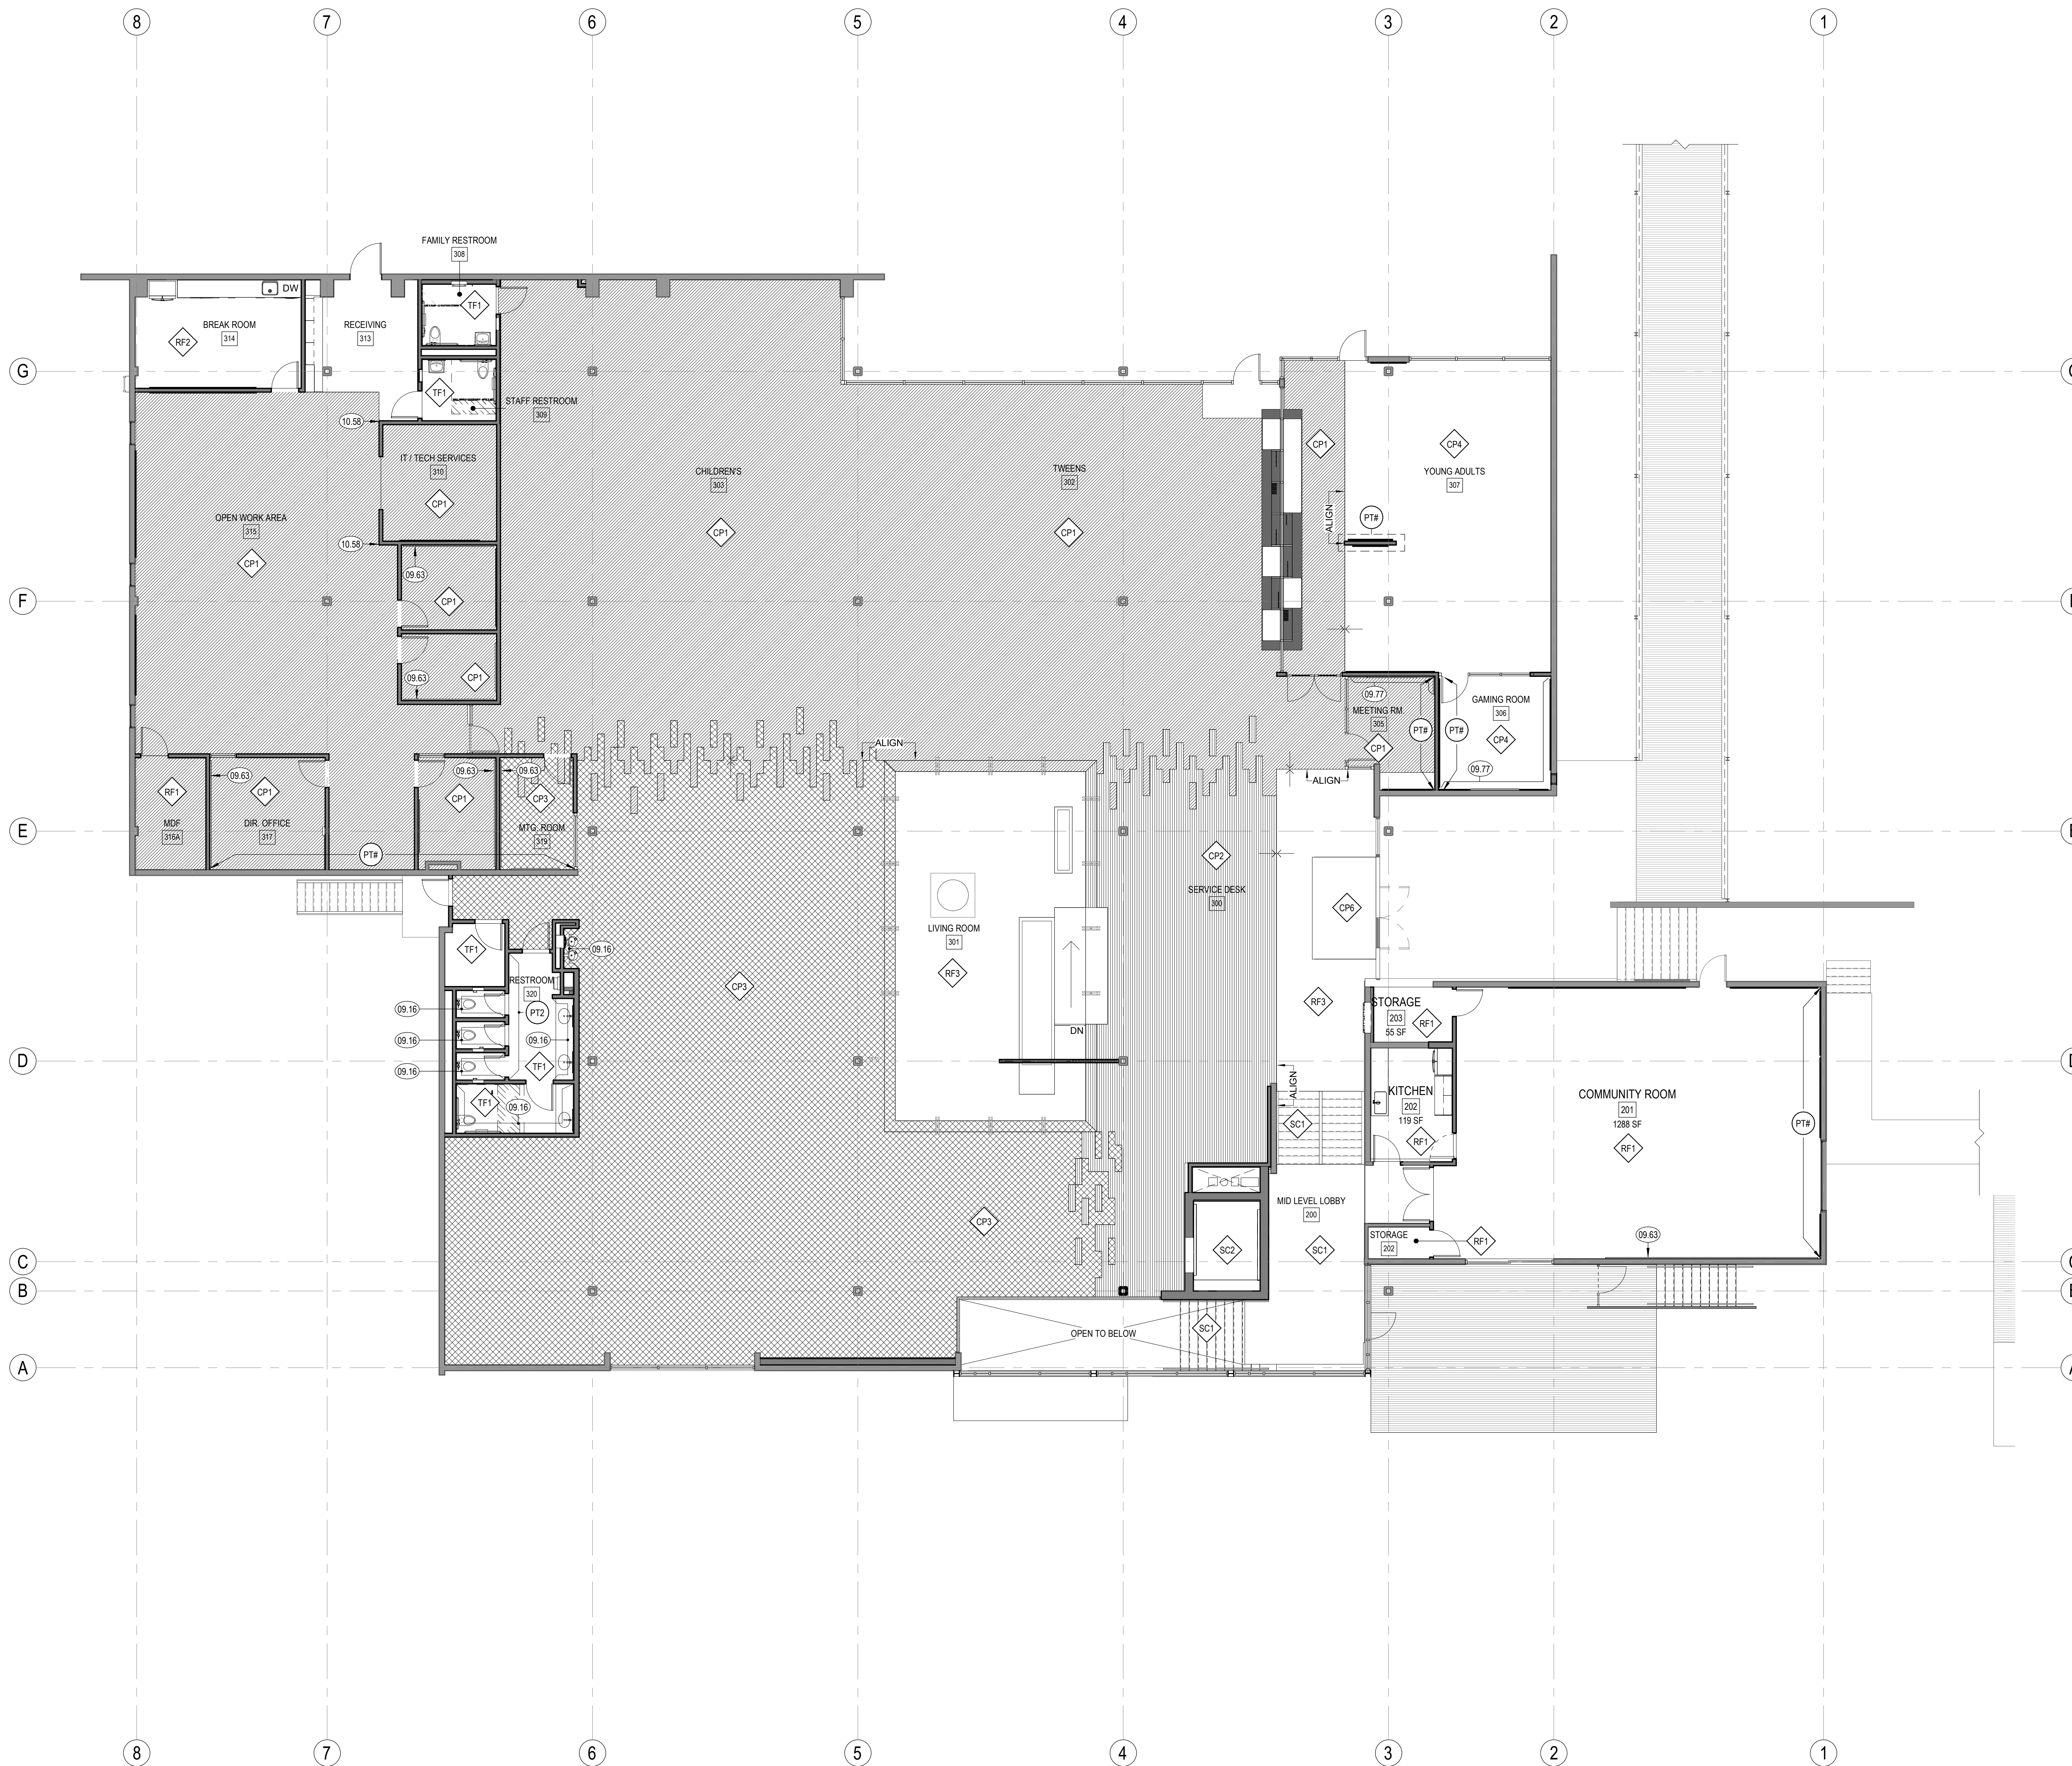 8 7 6 5 4 3 2 1
FAMILY RESTROOM
308
DW
TF1
BREAK ROOM
314
RF2
RECEIVING
313
G
TF1
STAFF RESTROOM
309
10.58
IT / TECH SERVICES
310
CP1
CHILDREN'S
303
CP1
TWEENS
302
CP1
CP1
CP4
YOUNG ADULTS
307
ALIGN
PT#
OPEN WORK AREA
315
CP1
10.58
09.63
CP1
F
09.63
CP1
09.77
MEETING RM.
305
CP1
PT#
PT#
GAMING ROOM
306
CP4
09.77
ALIGN
ALIGN
09.63
09.63
09.63
RF1
MDF
316A
CP1
DIR. OFFICE
317
CP1
CP3
MTG. ROOM
319
PT#
E
CP2
SERVICE DESK
300
CP6
LIVING ROOM
301
RF3
DN
09.16
TF1
RESTROOM
320
PT2
09.16
09.16
09.16
09.16
TF1
TF1
09.16
CP3
RF3
STORAGE
203
55 SF
RF1
D
ALIGN
KITCHEN
202
119 SF
RF1
COMMUNITY ROOM
201
1288 SF
RF1
PT#
SC1
MID LEVEL LOBBY
200
SC1
CP3
SC2
STORAGE
202
RF1
09.63
C
B
OPEN TO BELOW
SC1
A
8 7 6 5 4 3 2 1